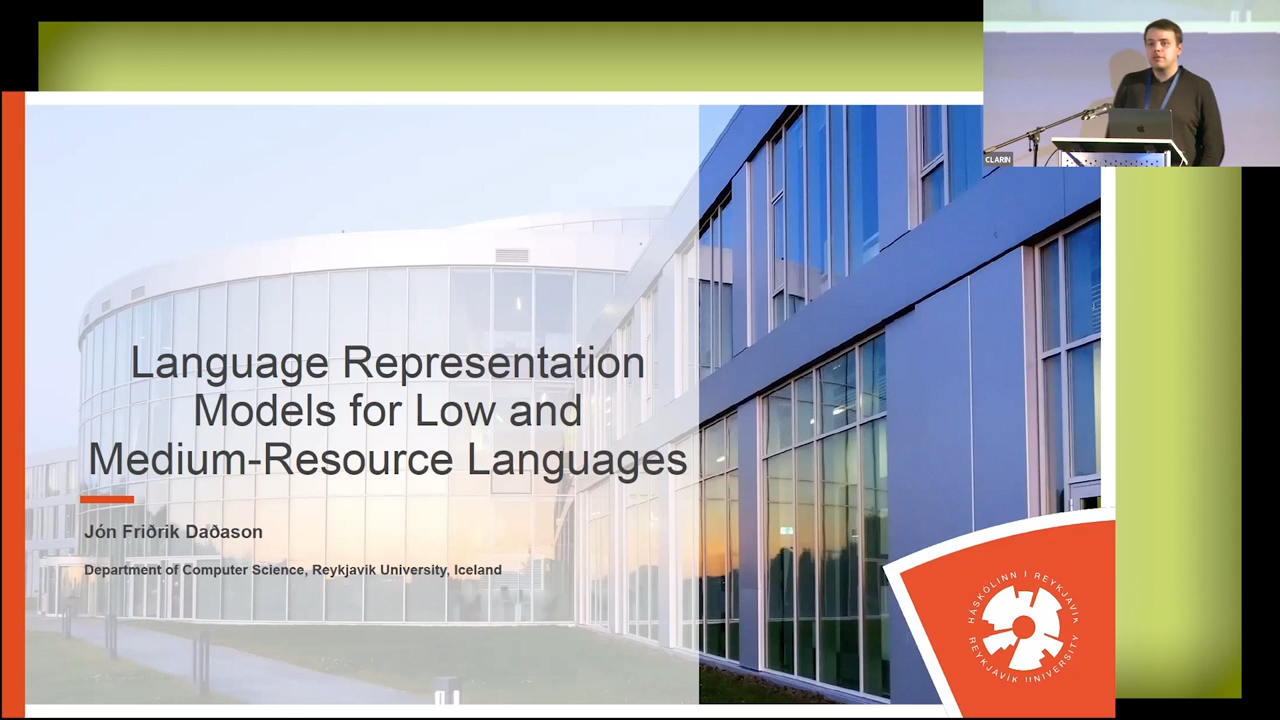 CLARIN
Language Representation
Models for Low and
Medium-Resource Languages
Jón Friðrik Daðason
Department of Computer Science, Reykjavik University, Iceland
HÁSKÓLINN Í REYKJAVÍK
REYKJAVÍK UNIVERSITY